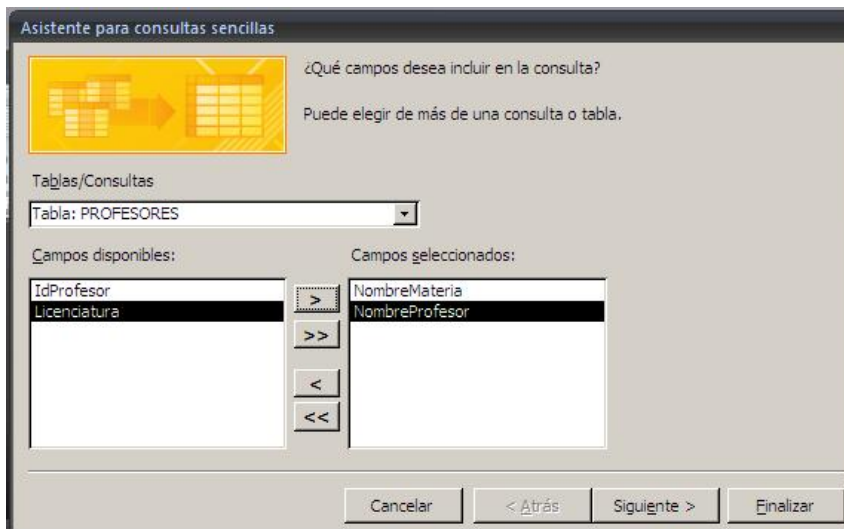 Asistente para consultas sencillas
¿Qué campos desea incluir en la consulta?
Puede elegir de más de una consulta o tabla.
Tablas/Consultas
Tabla: PROFESORES
Campos disponibles:
Campos seleccionados:
IdProfesor
Licenciatura
>
>>
<
<<
NombreMateria
NombreProfesor
Cancelar
< Atrás
Siguiente >
Finalizar